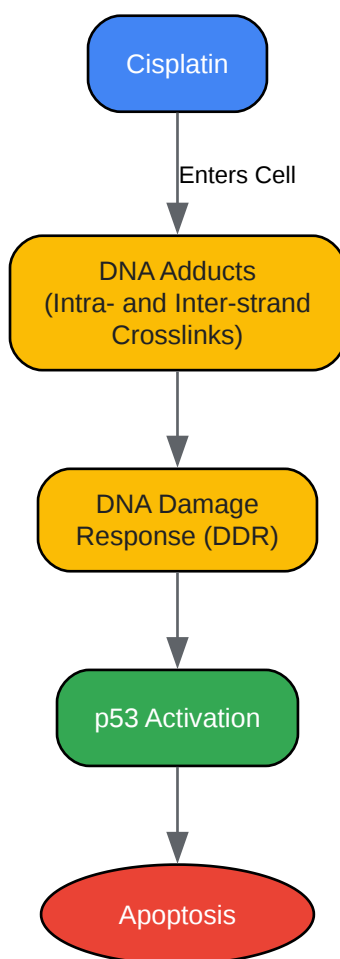 Cisplatin
Enters Cell
DNA Adducts
(Intra- and Inter-strand
Crosslinks)
DNA Damage
Response (DDR)
p53 Activation
Apoptosis